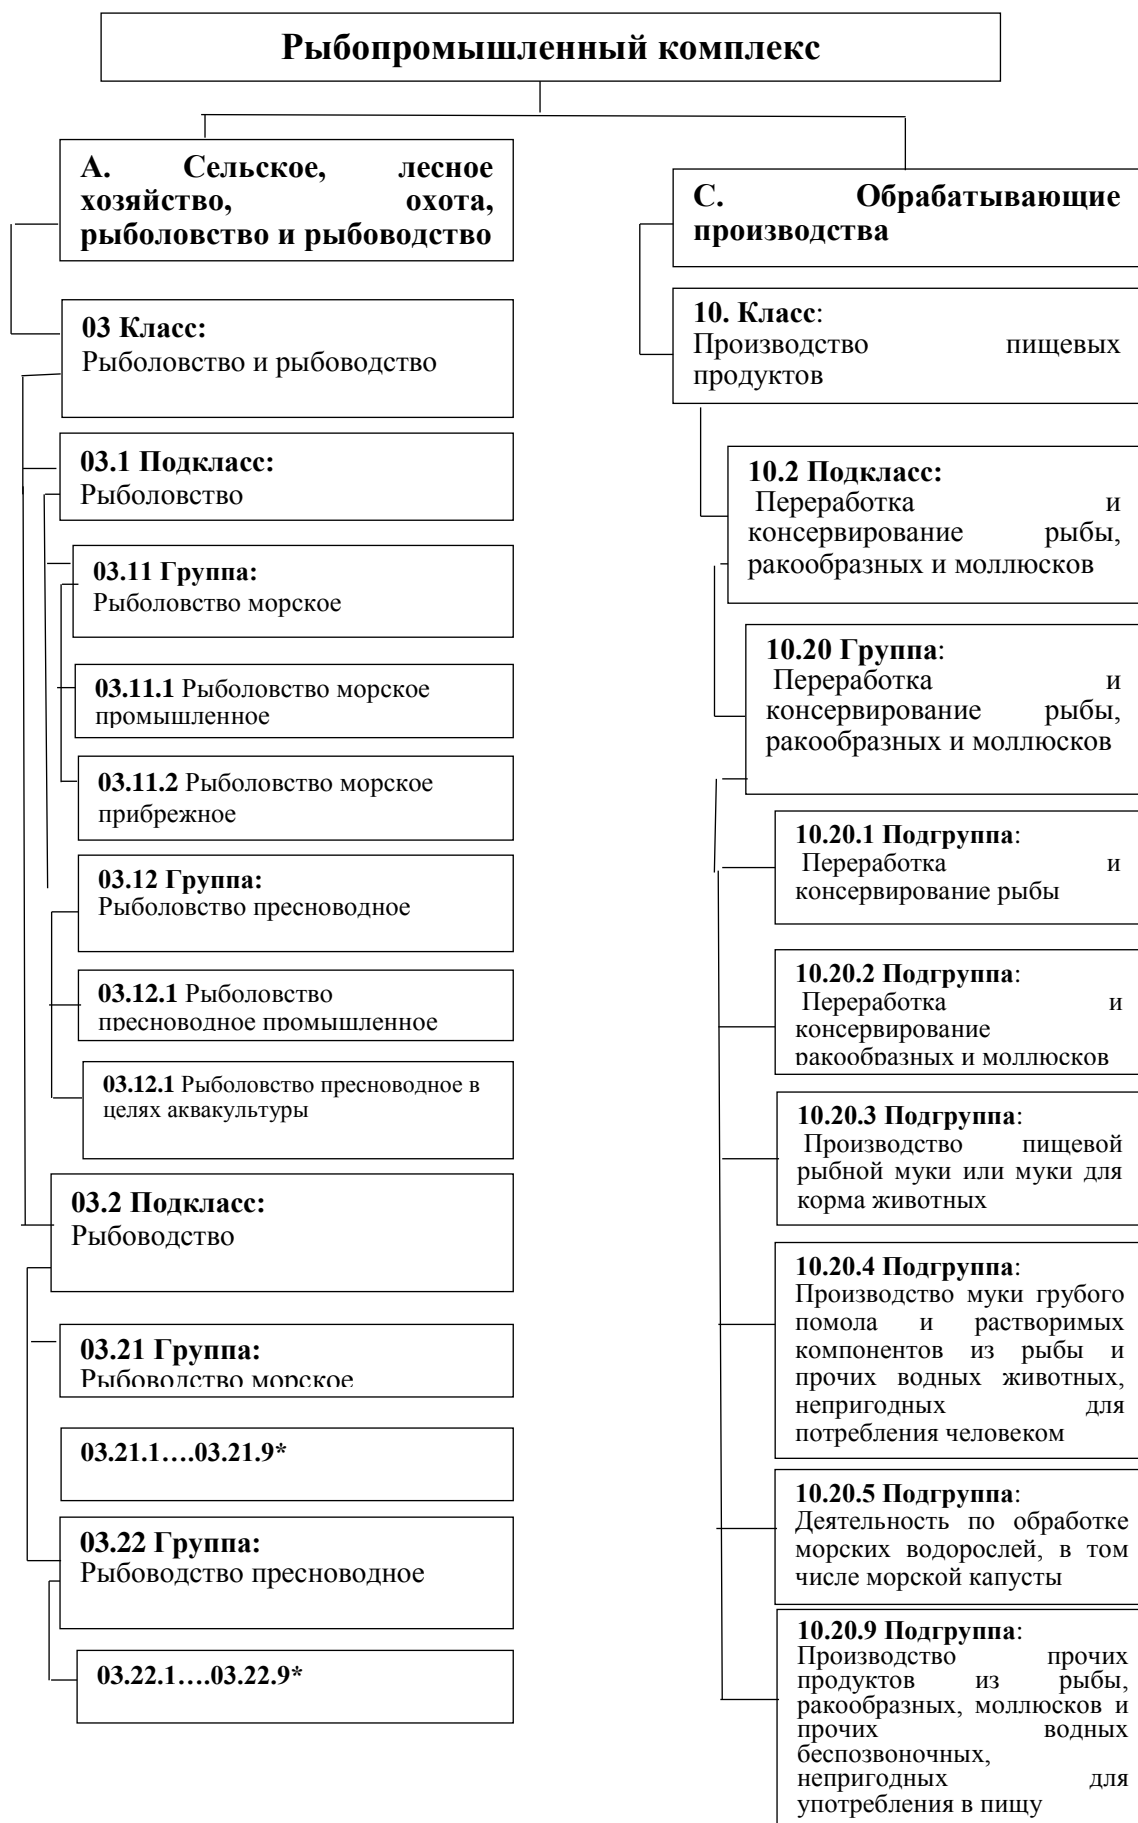 Рыбопромышленный комплекс
А. Сельское, лесное
хозяйство, охота,
рыболовство и рыбоводство
03 Класс:
Рыболовство и рыбоводство
03.1 Подкласс:
Рыболовство
03.11 Группа:
Рыболовство морское
03.11.1 Рыболовство морское
промышленное
03.11.2 Рыболовство морское
прибрежное
03.12 Группа:
Рыболовство пресноводное
03.12.1 Рыболовство
пресноводное промышленное
03.12.1 Рыболовство пресноводное в
целях аквакультуры
03.2 Подкласс:
Рыбоводство
03.21 Группа:
Рыбоводство морское
03.21.1….03.21.9*
03.22 Группа:
Рыбоводство пресноводное
03.22.1….03.22.9*
С. Обрабатывающие
производства
10. Класс:
Производство пищевых
продуктов
10.2 Подкласс:
Переработка и
консервирование рыбы,
ракообразных и моллюсков
10.20 Группа:
Переработка и
консервирование рыбы,
ракообразных и моллюсков
10.20.1 Подгруппа:
Переработка и
консервирование рыбы
10.20.2 Подгруппа:
Переработка и
консервирование
ракообразных и моллюсков
10.20.3 Подгруппа:
Производство пищевой
рыбной муки или муки для
корма животных
10.20.4 Подгруппа:
Производство муки грубого
помола и растворимых
компонентов из рыбы и
прочих водных животных,
непригодных для
потребления человеком
10.20.5 Подгруппа:
Деятельность по обработке
морских водорослей, в том
числе морской капусты
10.20.9 Подгруппа:
Производство прочих
продуктов из рыбы,
ракообразных, моллюсков и
прочих водных
беспозвоночных,
непригодных для
употребления в пищу